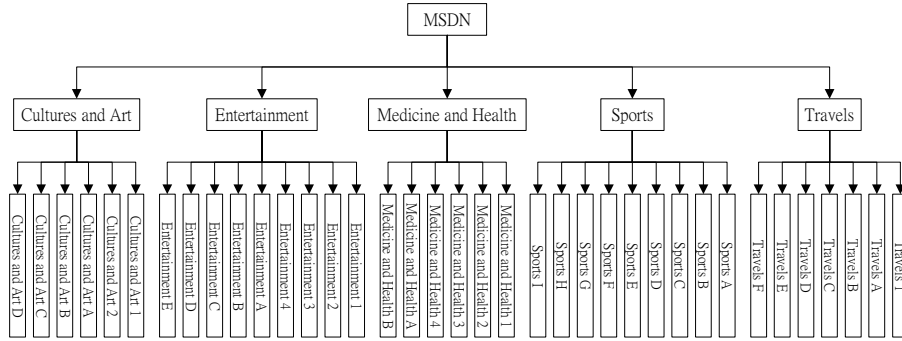 MSDN
Cultures and Art
Entertainment
Medicine and Health
Sports
Travels
Cultures and Art D
Cultures and Art C
Cultures and Art B
Cultures and Art A
Cultures and Art 2
Cultures and Art 1
Entertainment E
Entertainment D
Entertainment C
Entertainment B
Entertainment A
Entertainment 4
Entertainment 3
Entertainment 2
Entertainment 1
Medicine and Health B
Medicine and Health A
Medicine and Health 4
Medicine and Health 3
Medicine and Health 2
Medicine and Health 1
Sports I
Sports H
Sports G
Sports F
Sports E
Sports D
Sports C
Sports B
Sports A
Travels F
Travels E
Travels D
Travels C
Travels B
Travels A
Travels 1